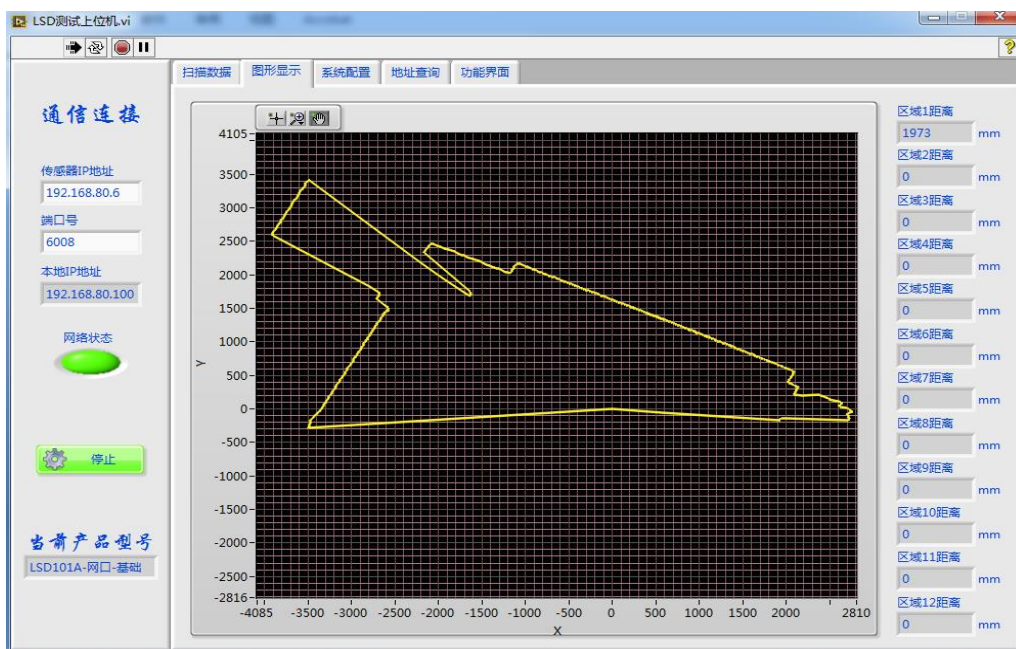 LSD测试上位机.vi
扫描数据 图形显示 系统配置 地址查询 功能界面
通信连接
传感器IP地址
192.168.80.6
端口号
6008
本地IP地址
192.168.80.100
网络状态
停止
当前产品型号
LSD101A-网口-基础
4105
3500
3000
2500
2000
1500
1000
500
0
-500
-1000
-1500
-2000
-2500
-2816
Y
-4085 -3500 -3000 -2500 -2000 -1500 -1000 -500 0 500 1000 1500 2000 2810
X
区域1距离
1973 mm
区域2距离
0 mm
区域3距离
0 mm
区域4距离
0 mm
区域5距离
0 mm
区域6距离
0 mm
区域7距离
0 mm
区域8距离
0 mm
区域9距离
0 mm
区域10距离
0 mm
区域11距离
0 mm
区域12距离
0 mm